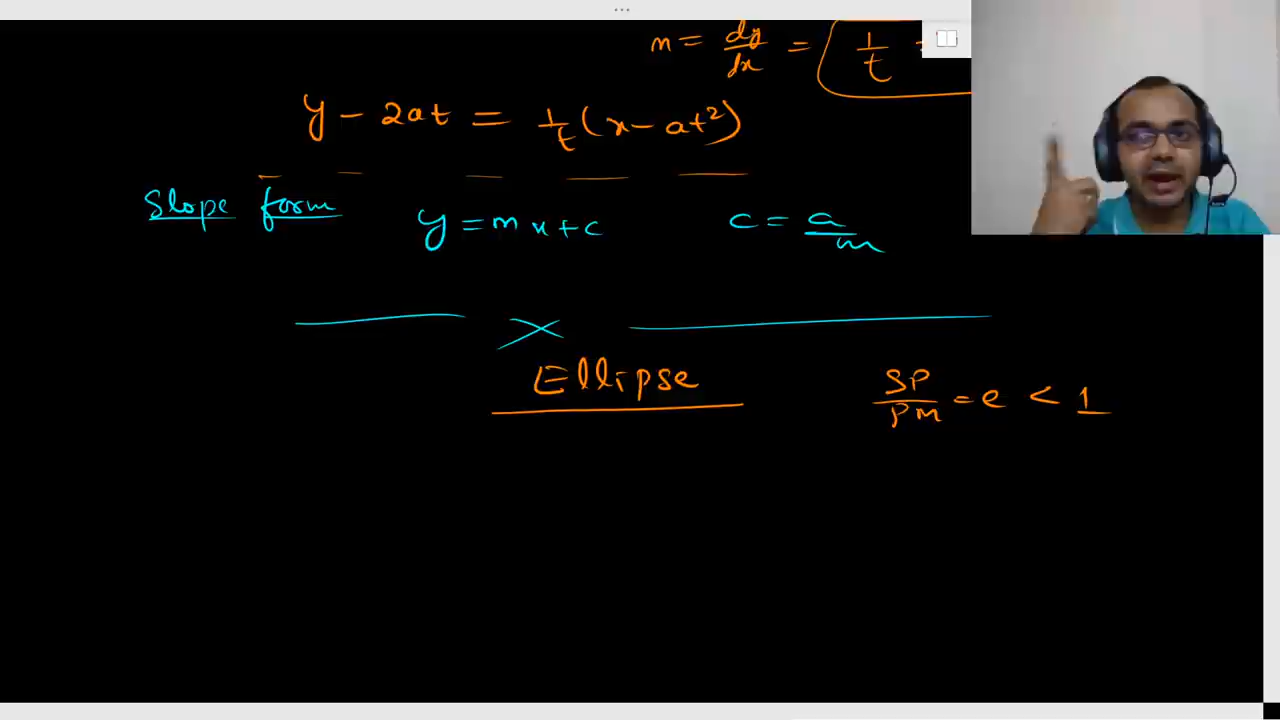 m = dy/dx = 1/t =
y - 2at = 1/t (x - at²)
Slope form y = mx + c c = a/m
Ellipse SP/PM = e < 1